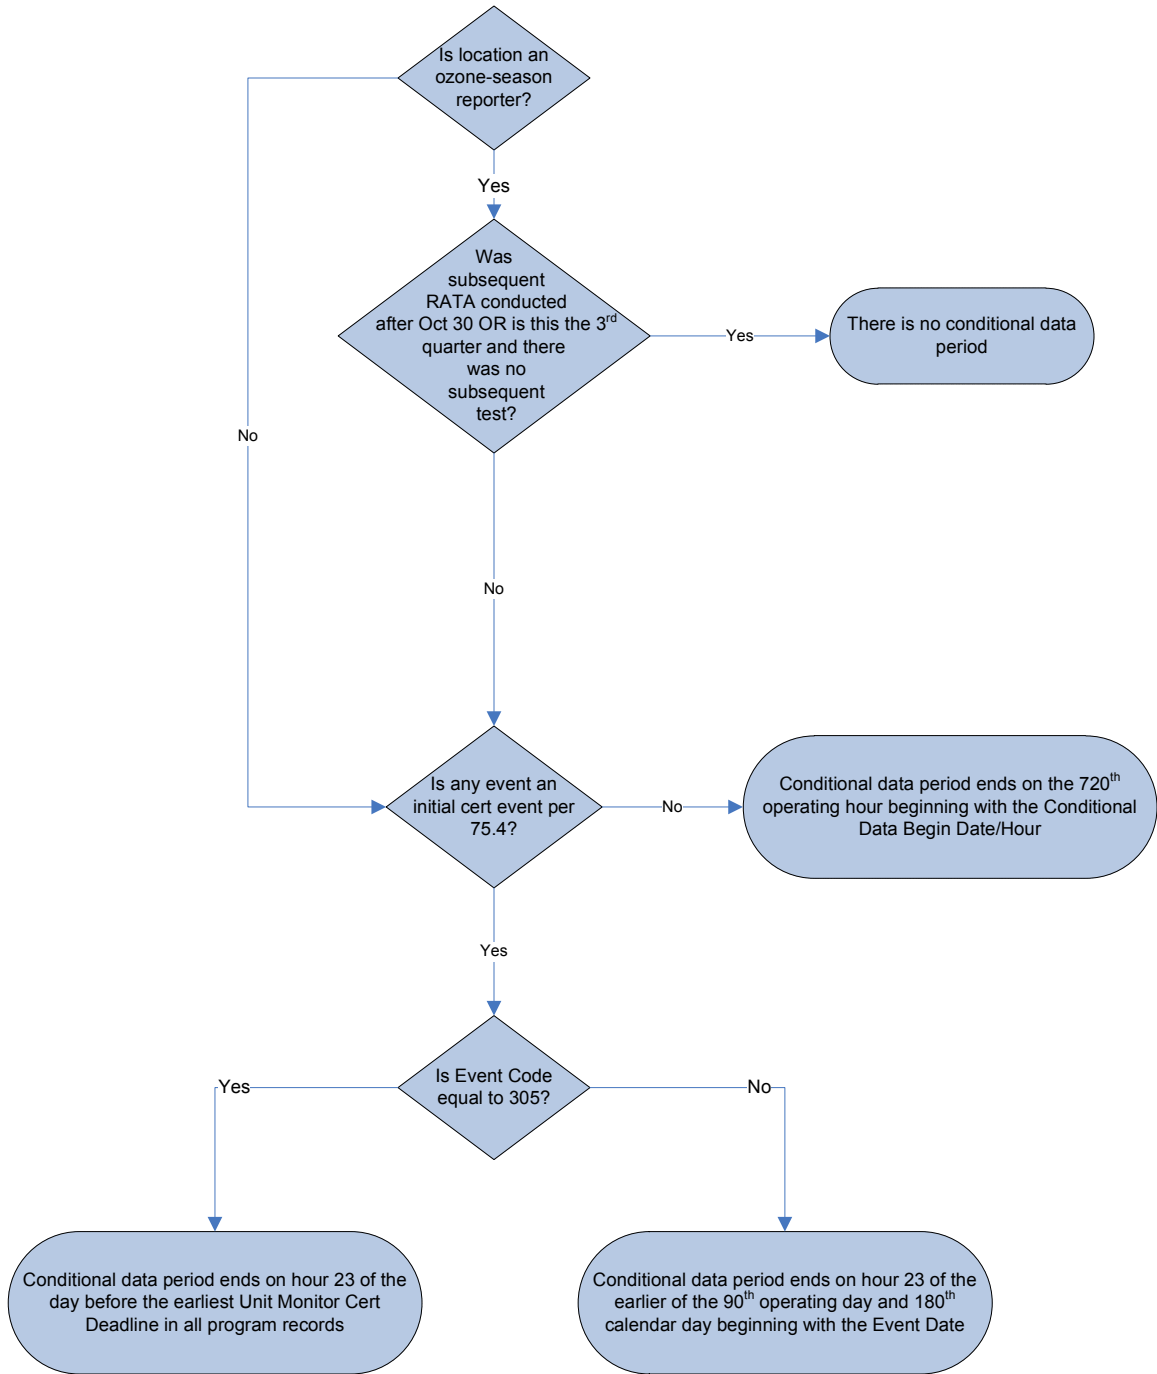 Is location an
ozone-season
reporter?
Yes
Was
subsequent
RATA conducted
after Oct 30 OR is this the 3rd
quarter and there
was no
subsequent
test?
Yes
There is no conditional data
period
No
No
Is any event an
initial cert event per
75.4?
No
Conditional data period ends on the 720th
operating hour beginning with the Conditional
Data Begin Date/Hour
Yes
Is Event Code
equal to 305?
Yes
No
Conditional data period ends on hour 23 of the
day before the earliest Unit Monitor Cert
Deadline in all program records
Conditional data period ends on hour 23 of the
earlier of the 90th operating day and 180th
calendar day beginning with the Event Date